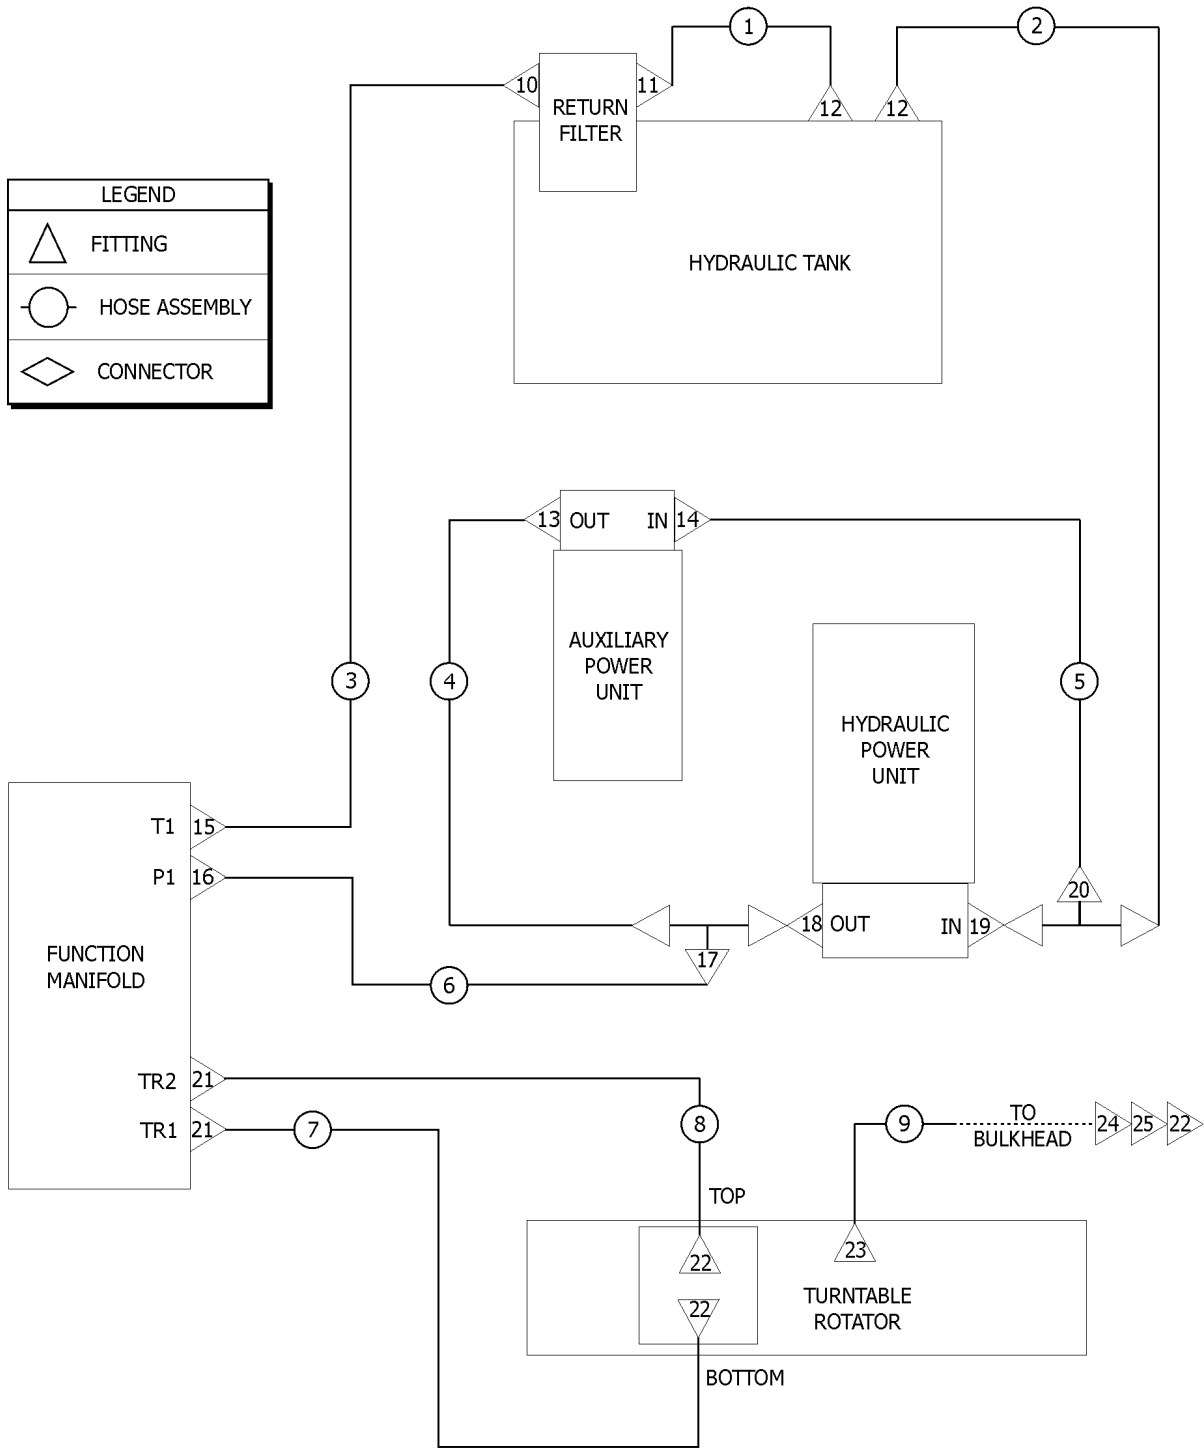 1
2
10
11
RETURN
FILTER
12
12
LEGEND
FITTING
HOSE ASSEMBLY
CONNECTOR
HYDRAULIC TANK
13
OUT
IN
14
AUXILIARY
POWER
UNIT
3
4
5
HYDRAULIC
POWER
UNIT
T1
15
P1
16
20
18
OUT
IN
19
FUNCTION
MANIFOLD
17
6
TR2
21
TR1
21
7
8
9
TO
BULKHEAD
24
25
22
TOP
22
23
22
TURNTABLE
ROTATOR
BOTTOM